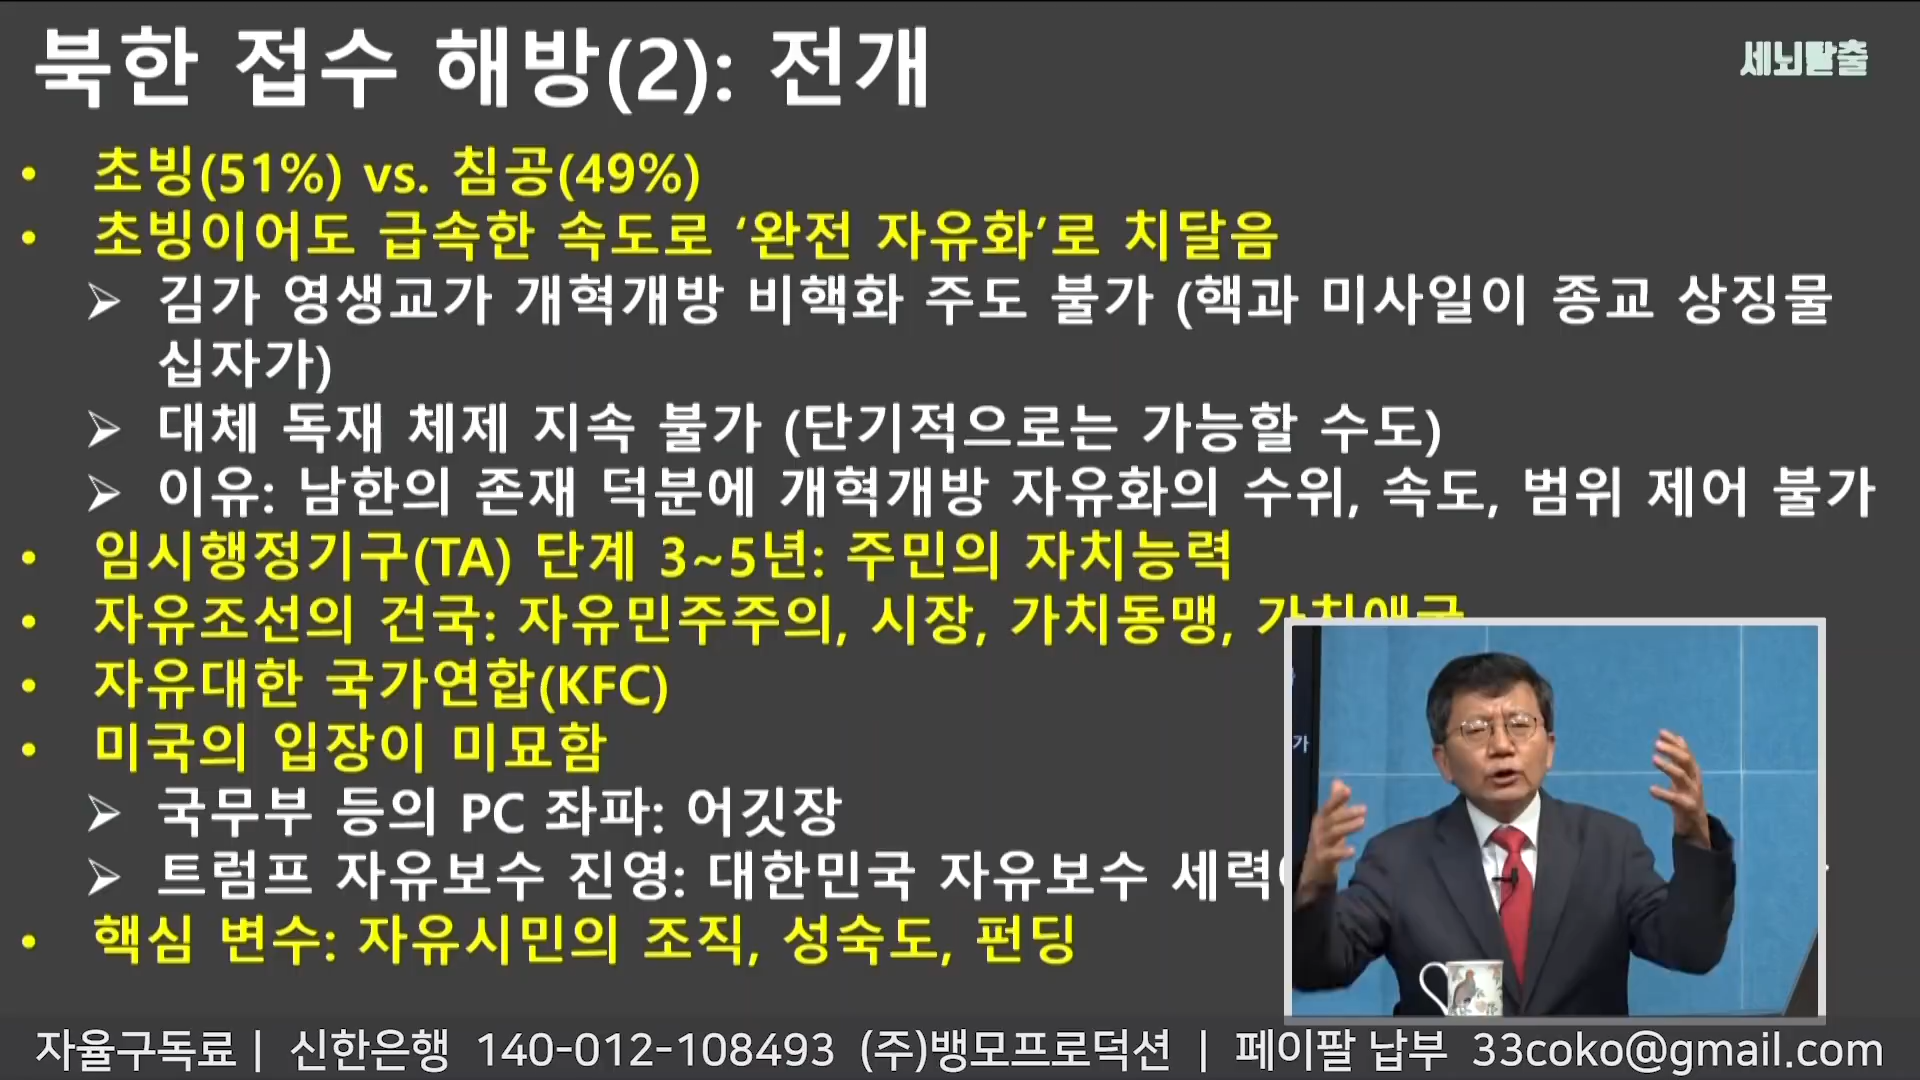 북한 접수 해방(2): 전개
세뇌탈출
• 초빙(51%) vs. 침공(49%)
• 초빙이어도 급속한 속도로 ‘완전 자유화’로 치달음
➢ 김가 영생교가 개혁개방 비핵화 주도 불가 (핵과 미사일이 종교 상징물
십자가)
➢ 대체 독재 체제 지속 불가 (단기적으로는 가능할 수도)
➢ 이유: 남한의 존재 덕분에 개혁개방 자유화의 수위, 속도, 범위 제어 불가
• 임시행정기구(TA) 단계 3~5년: 주민의 자치능력
• 자유조선의 건국: 자유민주주의, 시장, 가치동맹,
• 자유대한 국가연합(KFC)
• 미국의 입장이 미묘함
➢ 국무부 등의 PC 좌파: 어깃장
➢ 트럼프 자유보수 진영: 대한민국 자유보수 세력
• 핵심 변수: 자유시민의 조직, 성숙도, 펀딩
가
자율구독료 | 신한은행 140-012-108493 (주)뱅모프로덕션 | 페이팔 납부 33coko@gmail.com